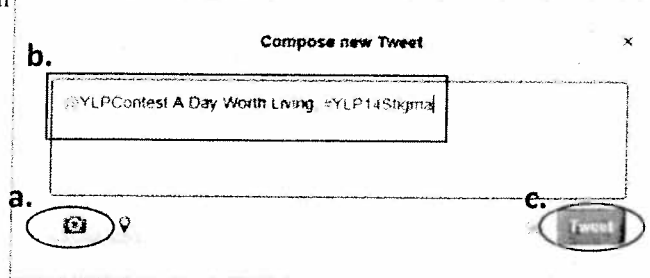 Compose new Tweet ×
b.
@YLPContest A Day Worth Living #YLP14Stigma
a.
c.
Tweet